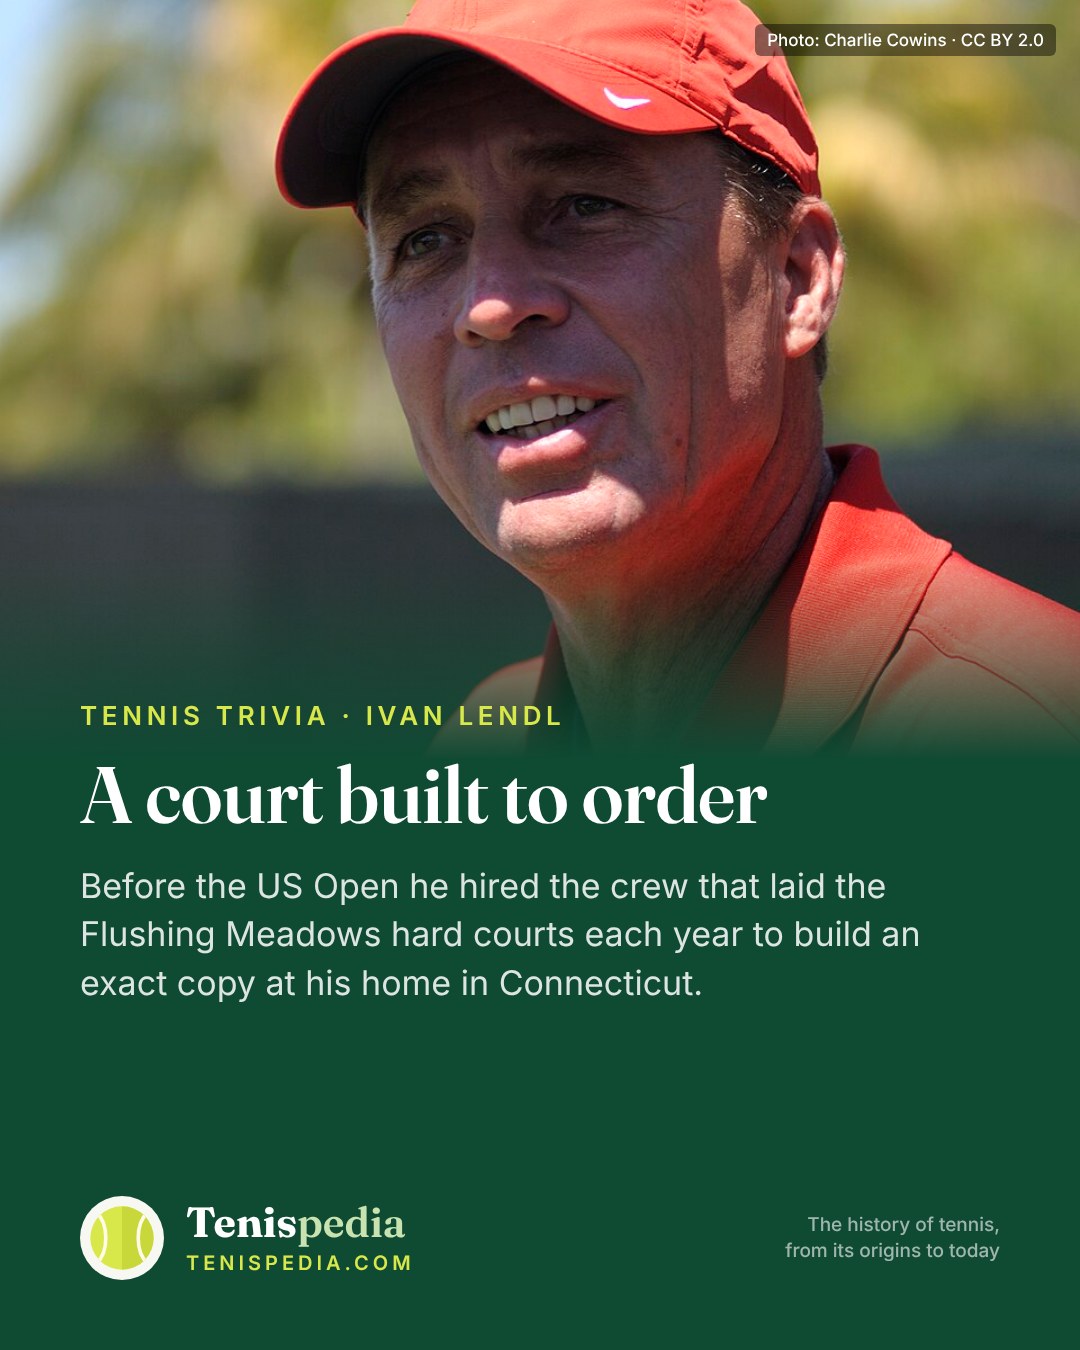 Photo: Charlie Cowins · CC BY 2.0
TENNIS TRIVIA · IVAN LENDL
A court built to order
Before the US Open he hired the crew that laid the
Flushing Meadows hard courts each year to build an
exact copy at his home in Connecticut.
Tenispedia
TENISPEDIA.COM
The history of tennis,
from its origins to today